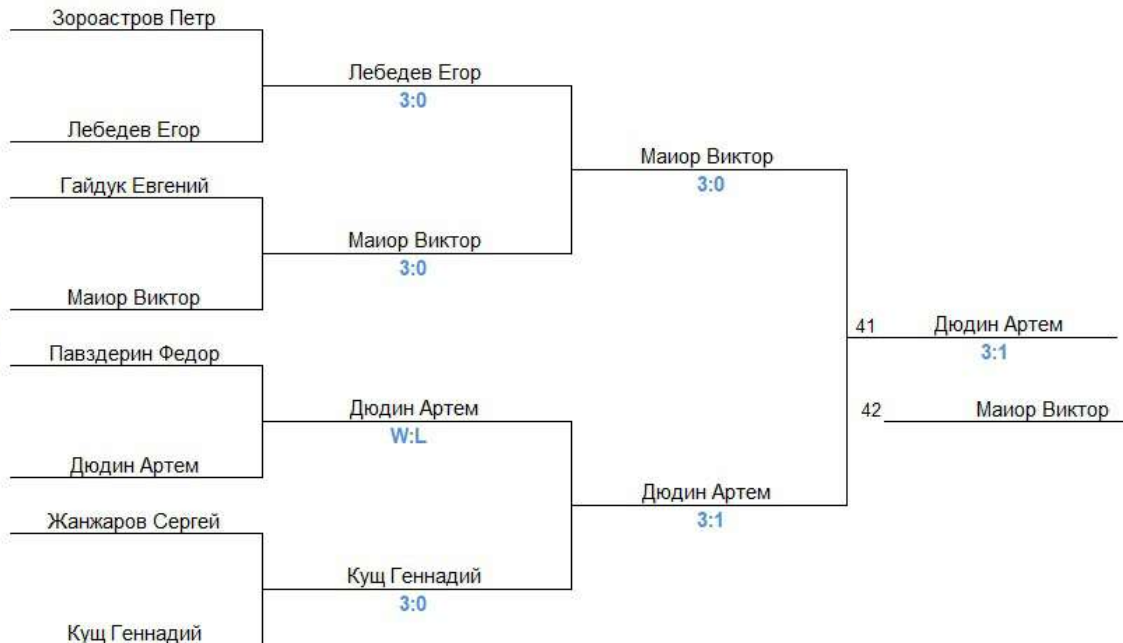 Зороастров Петр
Лебедев Егор
3:0
Лебедев Егор
Маиор Виктор
3:0
Гайдук Евгений
Маиор Виктор
3:0
Маиор Виктор
41 Дюдин Артем
3:1
Павздерин Федор
Дюдин Артем
W:L
42 Маиор Виктор
Дюдин Артем
Дюдин Артем
3:1
Жанжаров Сергей
Кущ Геннадий
3:0
Кущ Геннадий